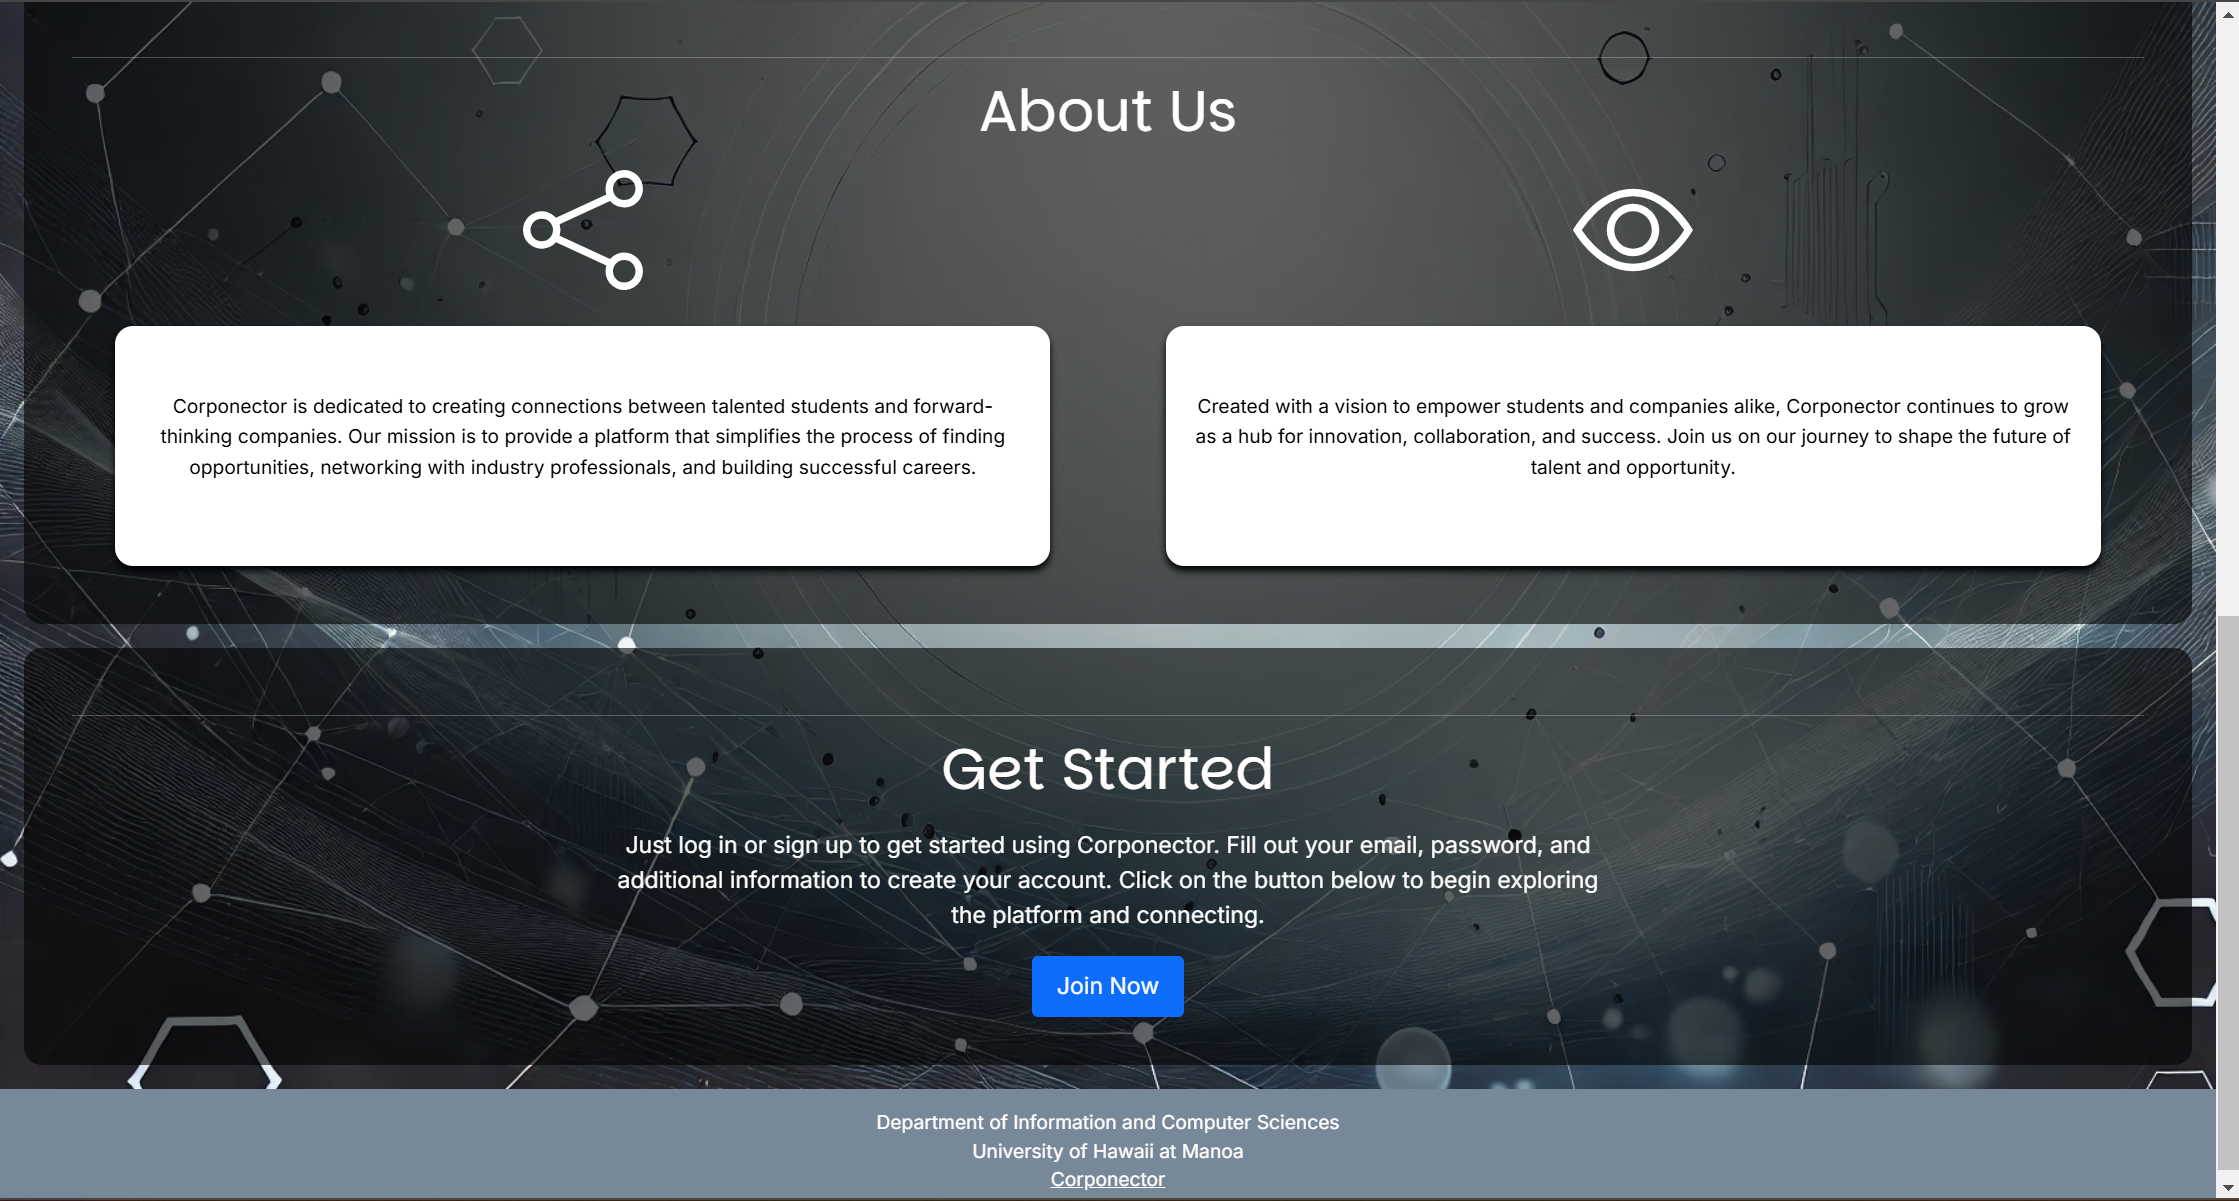 About Us
Corponector is dedicated to creating connections between talented students and forward-
thinking companies. Our mission is to provide a platform that simplifies the process of finding
opportunities, networking with industry professionals, and building successful careers.
Created with a vision to empower students and companies alike, Corponector continues to grow
as a hub for innovation, collaboration, and success. Join us on our journey to shape the future of
talent and opportunity.
Get Started
Just log in or sign up to get started using Corponector. Fill out your email, password, and
additional information to create your account. Click on the button below to begin exploring
the platform and connecting.
Join Now
Department of Information and Computer Sciences
University of Hawaii at Manoa
Corponector